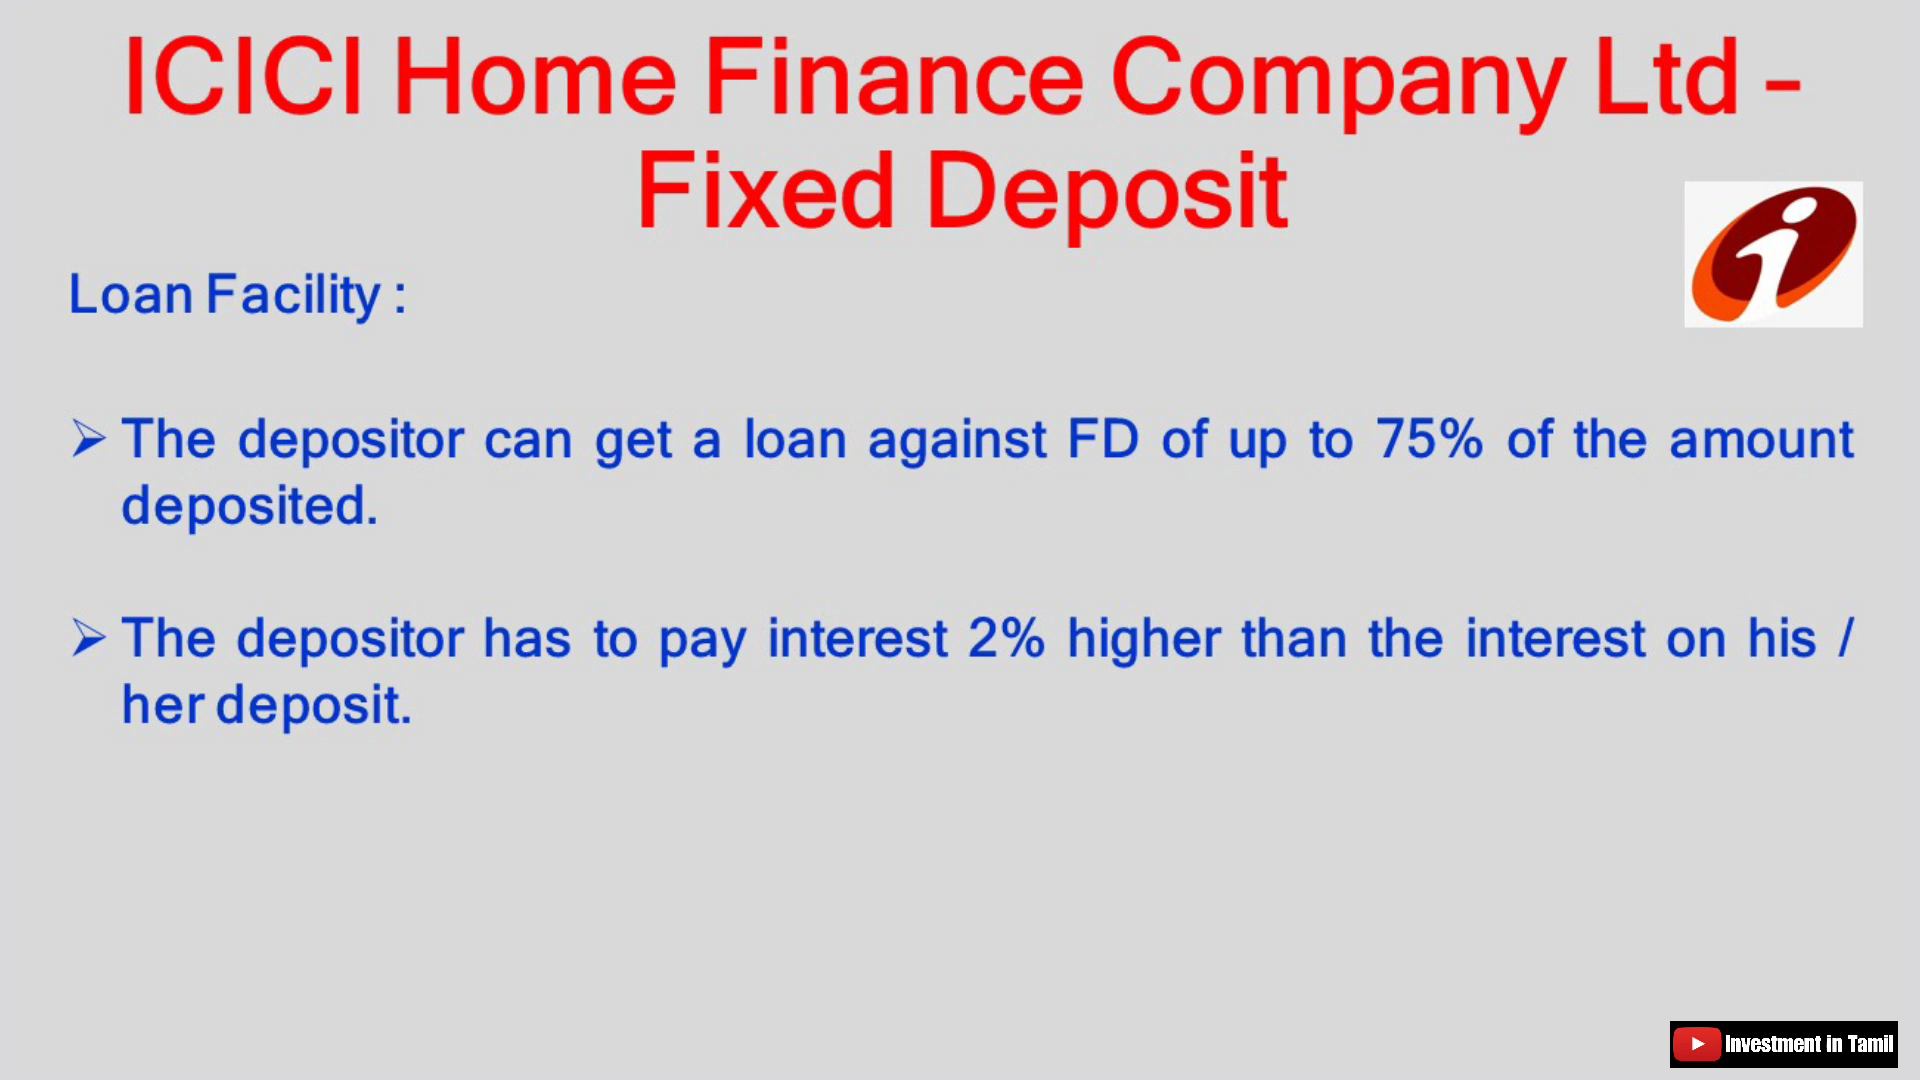 ICICI Home Finance Company Ltd –
Fixed Deposit
Loan Facility :
➢ The depositor can get a loan against FD of up to 75% of the amount
deposited.
➢ The depositor has to pay interest 2% higher than the interest on his /
her deposit.
Investment in Tamil